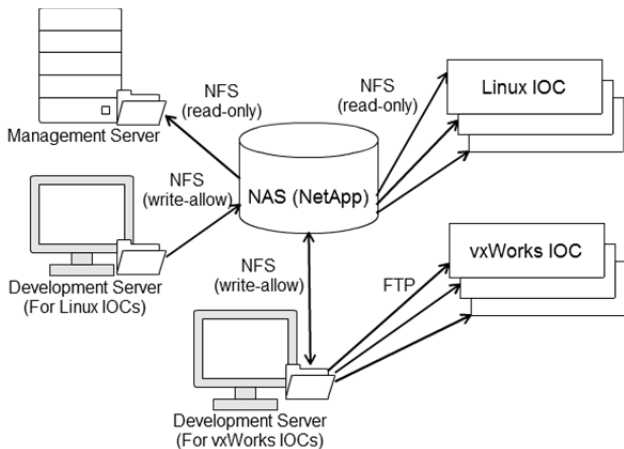 NFS
(read-only)
NFS
(read-only)
Linux IOC
Management Server
NAS (NetApp)
NFS
(write-allow)
Development Server
(For Linux IOCs)
NFS
(write-allow)
FTP
vxWorks IOC
Development Server
(For vxWorks IOCs)